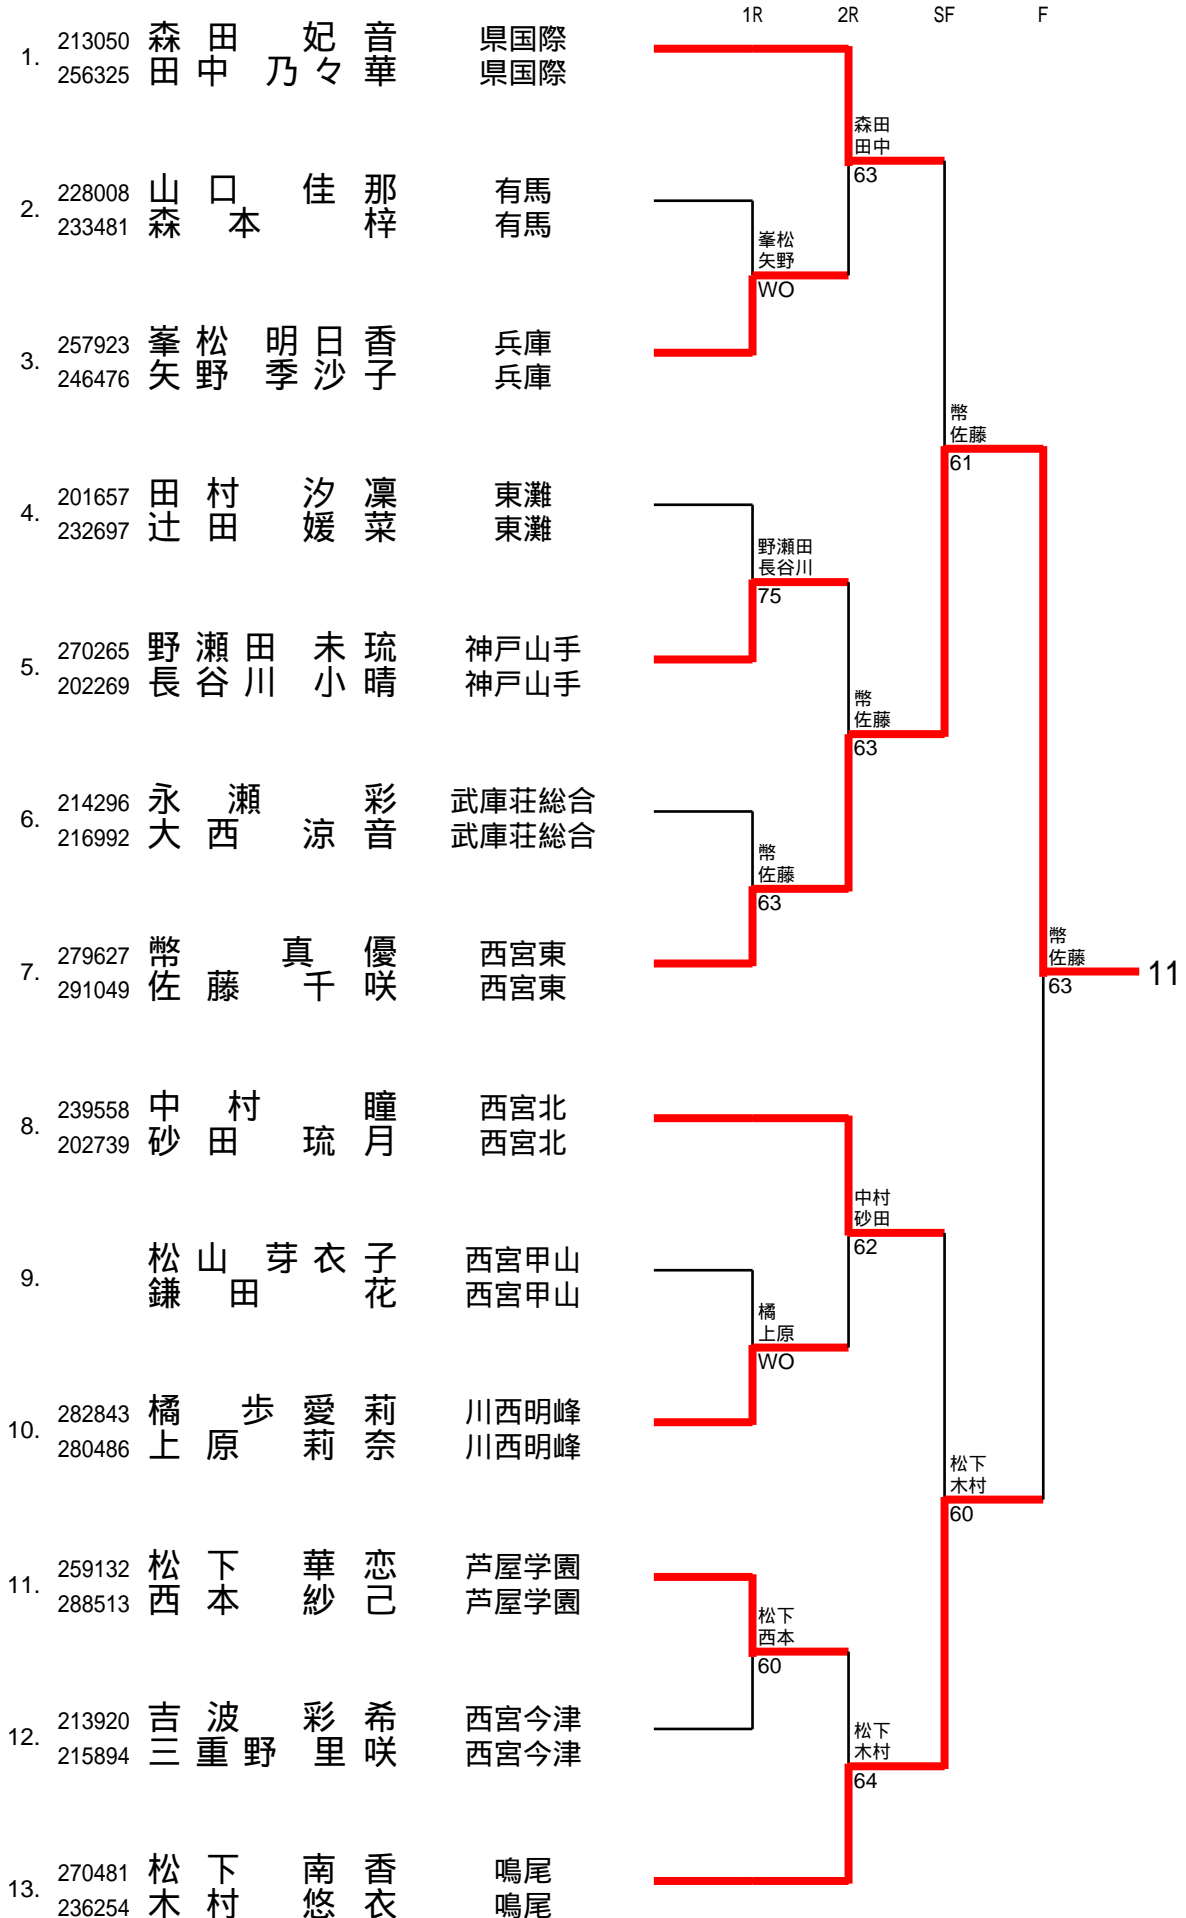 1R 2R SF F
1. 213050 森田 妃音 県国際
256325 田中 乃々華 県国際
森田
田中
63
2. 228008 山口 佳那 有馬
233481 森本 梓 有馬
峯松
矢野
WO
3. 257923 峯松 明日香 兵庫
246476 矢野 季沙子 兵庫
幣
佐藤
61
4. 201657 田村 汐凜 東灘
232697 辻田 媛菜 東灘
野瀬田
長谷川
75
5. 270265 野瀬田 未琉 神戸山手
202269 長谷川 小晴 神戸山手
幣
佐藤
63
6. 214296 永瀬 彩 武庫荘総合
216992 大西 涼音 武庫荘総合
幣
佐藤
63
7. 279627 幣 真優 西宮東
291049 佐藤 千咲 西宮東
幣
佐藤
63
11
8. 239558 中村 瞳 西宮北
202739 砂田 琉月 西宮北
中村
砂田
62
9. 松山 芽衣子 西宮甲山
鎌田 花 西宮甲山
橘
上原
WO
10. 282843 橘 歩愛莉 川西明峰
280486 上原 莉奈 川西明峰
松下
木村
60
11. 259132 松下 華恋 芦屋学園
288513 西本 紗己 芦屋学園
松下
西本
60
12. 213920 吉波 彩希 西宮今津
215894 三重野 里咲 西宮今津
松下
木村
64
13. 270481 松下 南香 鳴尾
236254 木村 悠衣 鳴尾